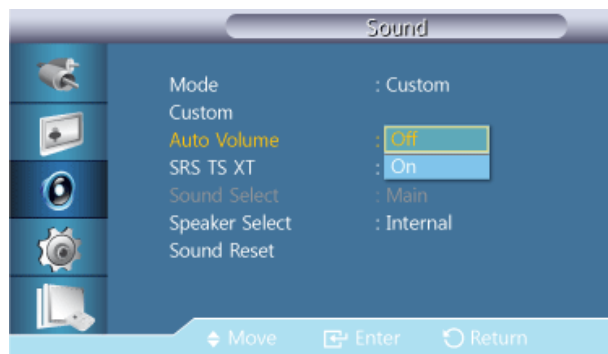 Sound
Mode : Custom
Custom
Auto Volume : Off
SRS TS XT : On
Sound Select : Main
Speaker Select : Internal
Sound Reset
Move Enter Return